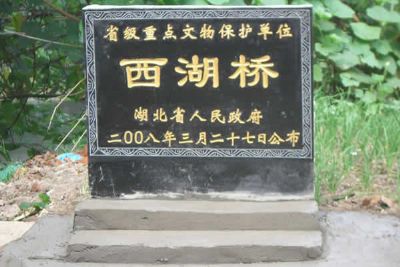 省级重点文物保护单位
西湖桥
湖北省人民政府
二00八年三月二十七日公布